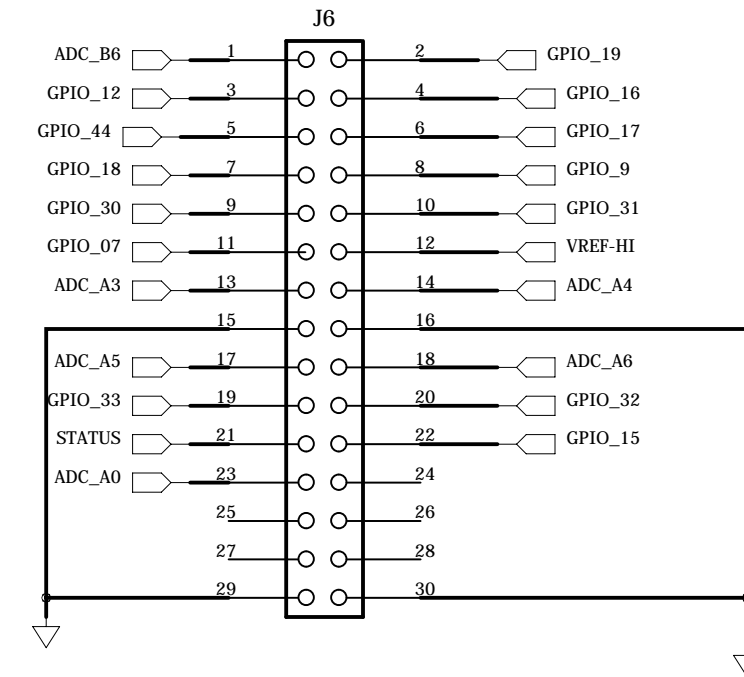 J6
ADC_B6 1 2 GPIO_19
GPIO_12 3 4 GPIO_16
GPIO_44 5 6 GPIO_17
GPIO_18 7 8 GPIO_9
GPIO_30 9 10 GPIO_31
GPIO_07 11 12 VREF-HI
ADC_A3 13 14 ADC_A4
15 16
ADC_A5 17 18 ADC_A6
GPIO_33 19 20 GPIO_32
STATUS 21 22 GPIO_15
ADC_A0 23 24
25 26
27 28
29 30